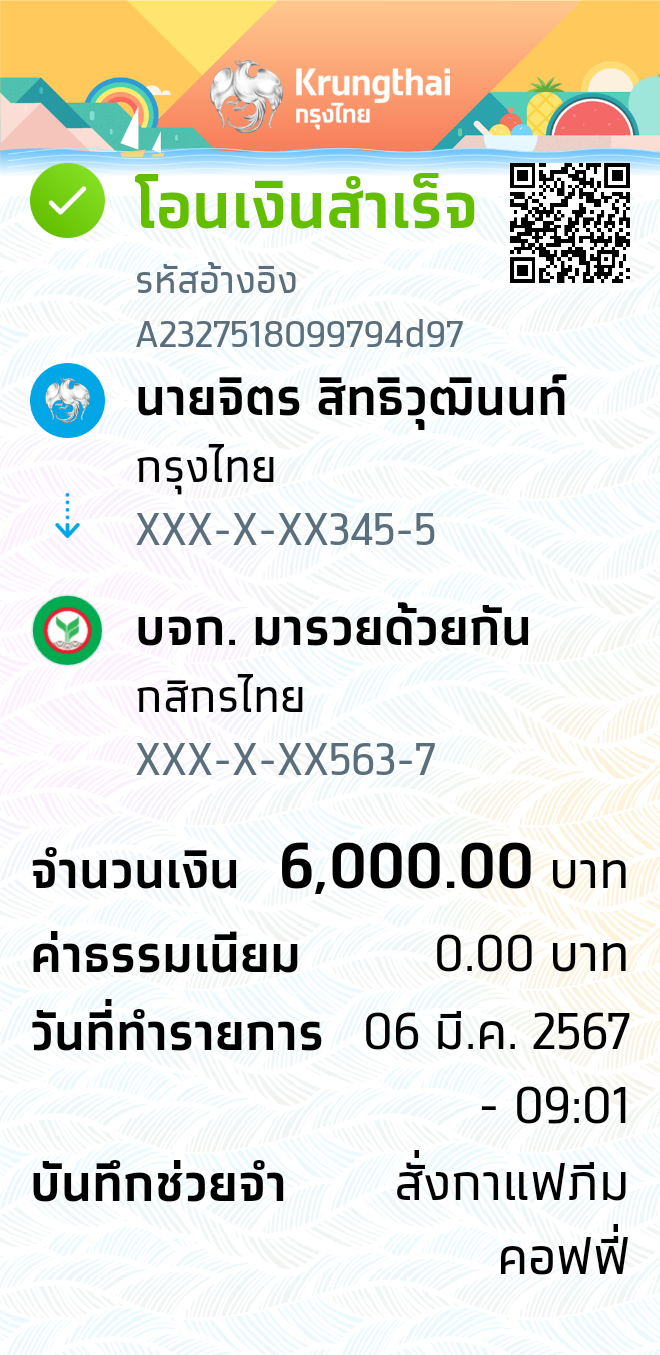 Krungthai
กรุงไทย
โอนเงินสำเร็จ
รหัสอ้างอิง
A2327518099794d97
นายจิตร สิทธิวุฒินนท์
กรุงไทย
XXX-X-XX345-5
บจก. มารวยด้วยกัน
กสิกรไทย
XXX-X-XX563-7
จำนวนเงิน 6,000.00 บาท
ค่าธรรมเนียม 0.00 บาท
วันที่ทำรายการ 06 มี.ค. 2567
- 09:01
บันทึกช่วยจำ สั่งกาแฟภีม
คอฟฟี่